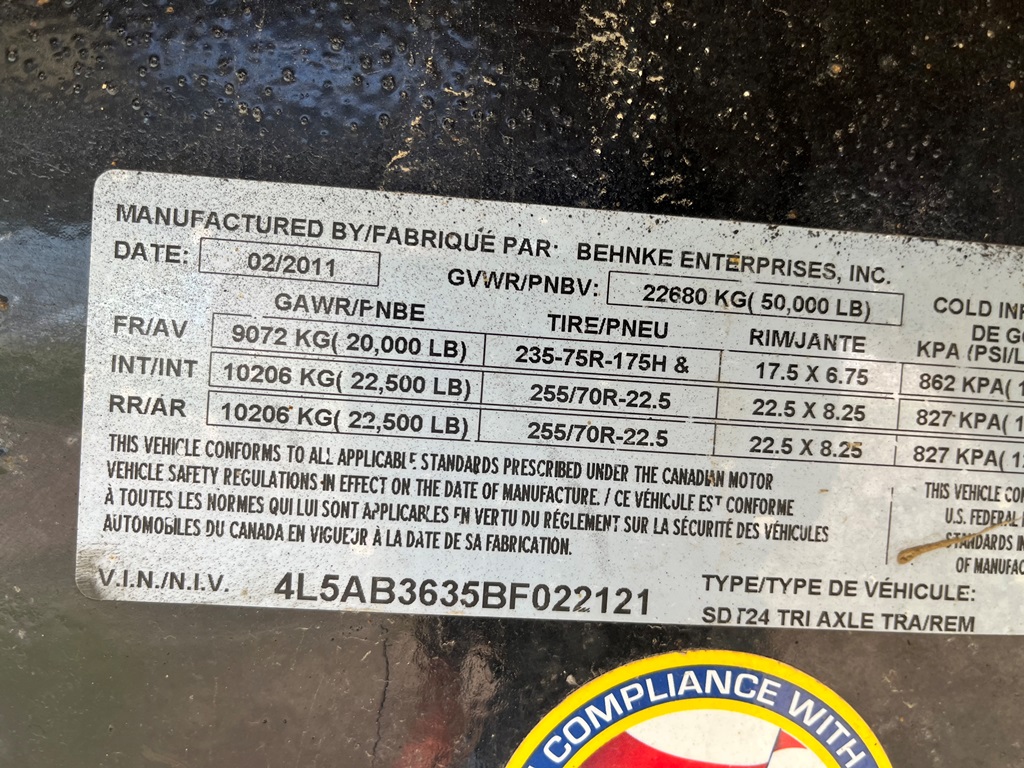 MANUFACTURED BY/FABRIQUÉ PAR: BEHNKE ENTERPRISES, INC.
DATE: 02/2011 GVWR/PNBV: 22680 KG( 50,000 LB)
GAWR/PNBE TIRE/PNEU RIM/JANTE COLD
DE
KPA (PSI/L
FR/AV 9072 KG( 20,000 LB) 235-75R-175H & 17.5 X 6.75 862 KPA(
INT/INT 10206 KG( 22,500 LB) 255/70R-22.5 22.5 X 8.25 827 KPA(
RR/AR 10206 KG( 22,500 LB) 255/70R-22.5 22.5 X 8.25 827 KPA(
THIS VEHICLE CONFORMS TO ALL APPLICABLE STANDARDS PRESCRIBED UNDER THE CANADIAN MOTOR
VEHICLE SAFETY REGULATIONS IN EFFECT ON THE DATE OF MANUFACTURE. / CE VÉHICULE EST CONFORME
À TOUTES LES NORMES QUI LUI SONT APPLICABLES EN VERTU DU RÉGLEMENT SUR LA SÉCURITÉ DES VÉHICULES
AUTOMOBILES DU CANADA EN VIGUEUR À LA DATE DE SA FABRICATION.
THIS VEHICLE
U.S. FEDERAL
STANDARDS
OF
V.I.N./N.I.V. 4L5AB3635BF022121
TYPE/TYPE DE VÉHICULE:
SDT24 TRI AXLE TRA/REM
COMPLIANCE WITH